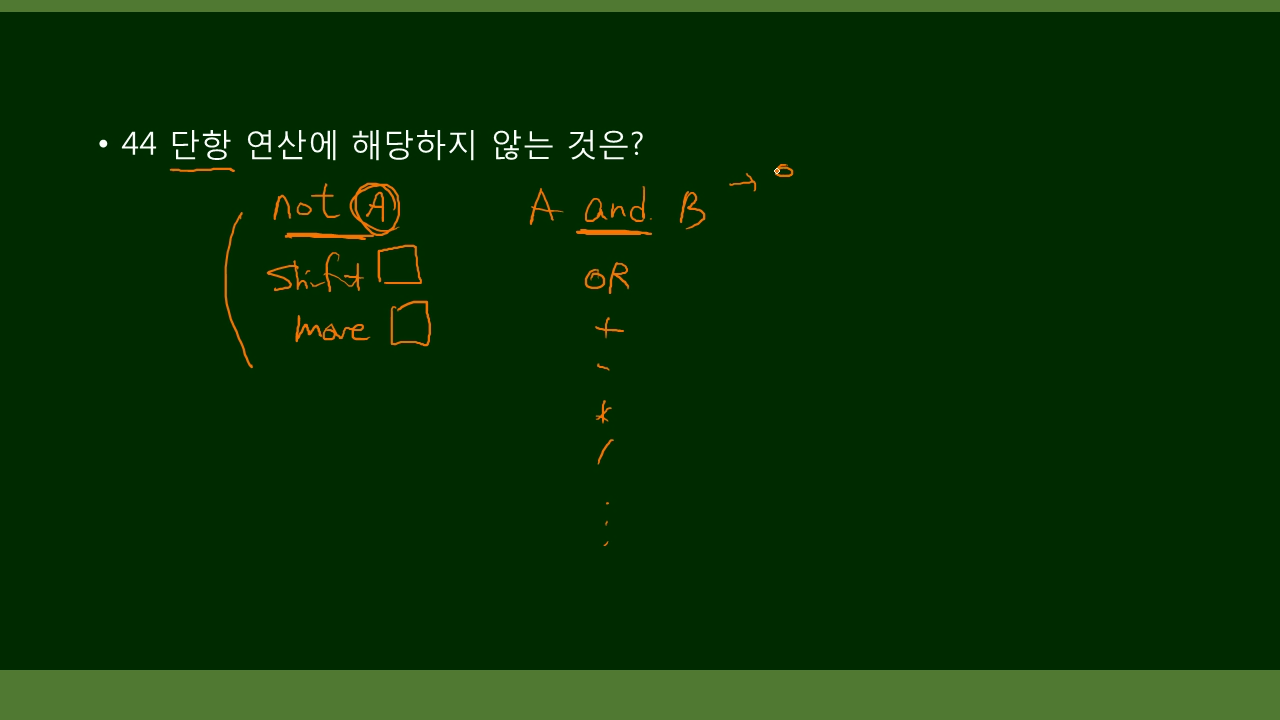 • 44 단항 연산에 해당하지 않는 것은?
not A A and B →
shift OR
move +
-
*
/